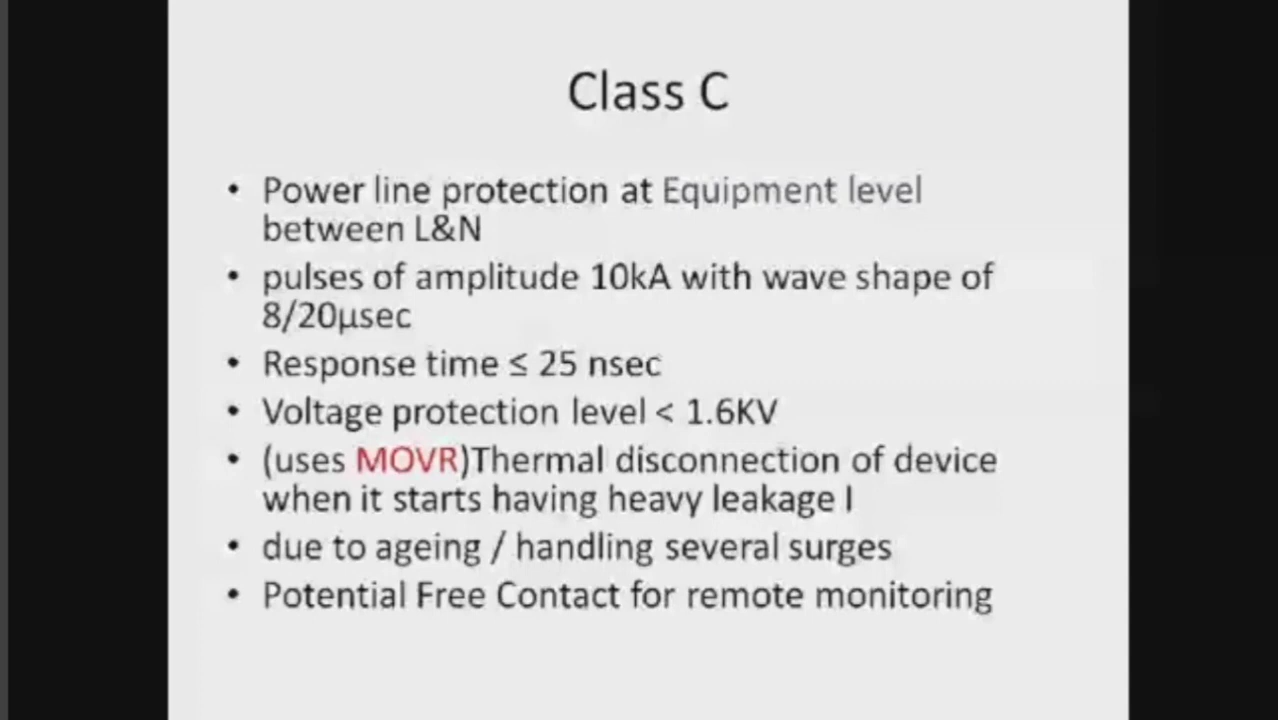 Class C
• Power line protection at Equipment level
between L&N
• pulses of amplitude 10kA with wave shape of
8/20µsec
• Response time ≤ 25 nsec
• Voltage protection level < 1.6KV
• (uses MOVR)Thermal disconnection of device
when it starts having heavy leakage I
• due to ageing / handling several surges
• Potential Free Contact for remote monitoring